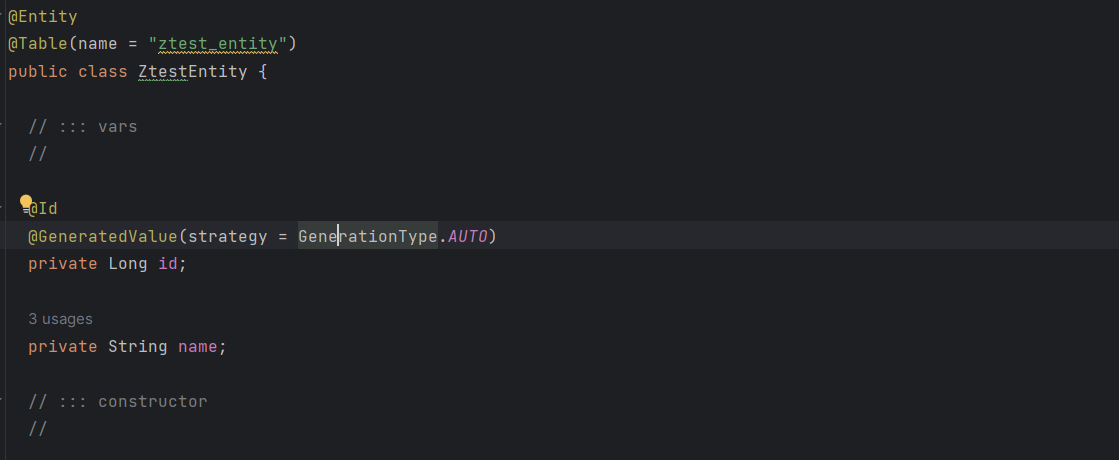 @Entity
@Table(name = "ztest_entity")
public class ZtestEntity {
// ::: vars
//
@Id
@GeneratedValue(strategy = GenerationType.AUTO)
private Long id;
3 usages
private String name;
// ::: constructor
//